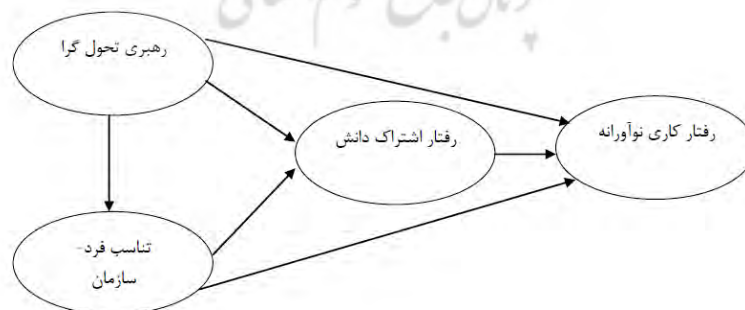 رهبری تحول گرا
رفتار کاری نوآورانه
رفتار اشتراک دانش
تناسب فرد-
سازمان